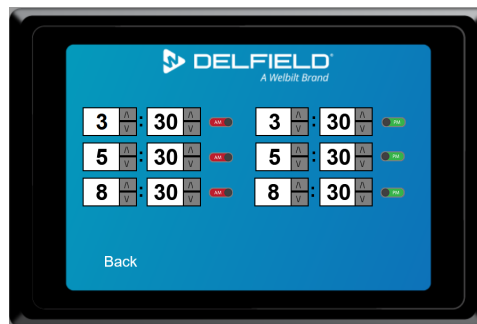 DELFIELD
A Welbilt Brand
3 : 30 AM 3 : 30 PM
5 : 30 AM 5 : 30 PM
8 : 30 AM 8 : 30 PM
Back